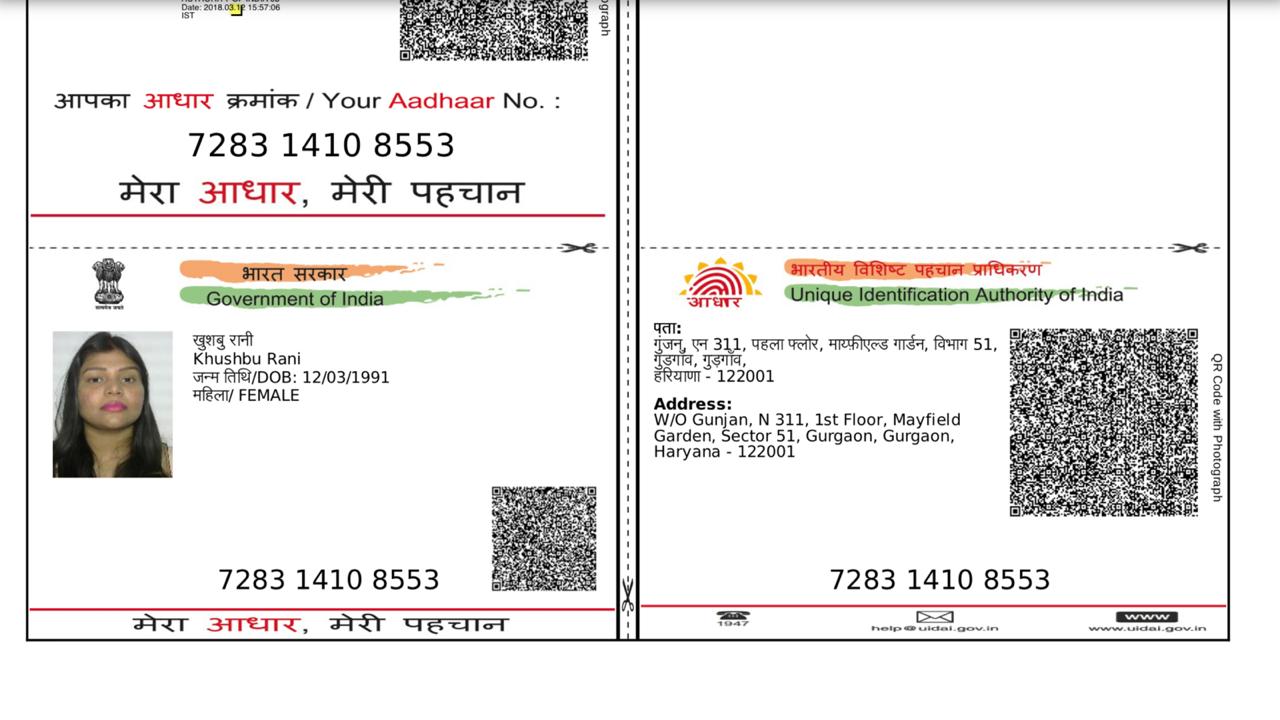 Date: 2018.03.12 15:57:06
IST
ograph
आपका आधार क्रमांक / Your Aadhaar No. :
7283 1410 8553
मेरा आधार, मेरी पहचान
भारत सरकार
Government of India
सत्यमेव जयते
खुशबु रानी
Khushbu Rani
जन्म तिथि/DOB: 12/03/1991
महिला/ FEMALE
7283 1410 8553
मेरा आधार, मेरी पहचान
आधार
भारतीय विशिष्ट पहचान प्राधिकरण
Unique Identification Authority of India
पता:
गुंजन, एन 311, पहला फ्लोर, माय्फ़ीएल्ड गार्डन, विभाग 51,
गुड़गाँव, गुड़गाँव,
हरियाणा - 122001
Address:
W/O Gunjan, N 311, 1st Floor, Mayfield
Garden, Sector 51, Gurgaon, Gurgaon,
Haryana - 122001
QR Code with Photograph
7283 1410 8553
1947
help@uidai.gov.in
www
www.uidai.gov.in